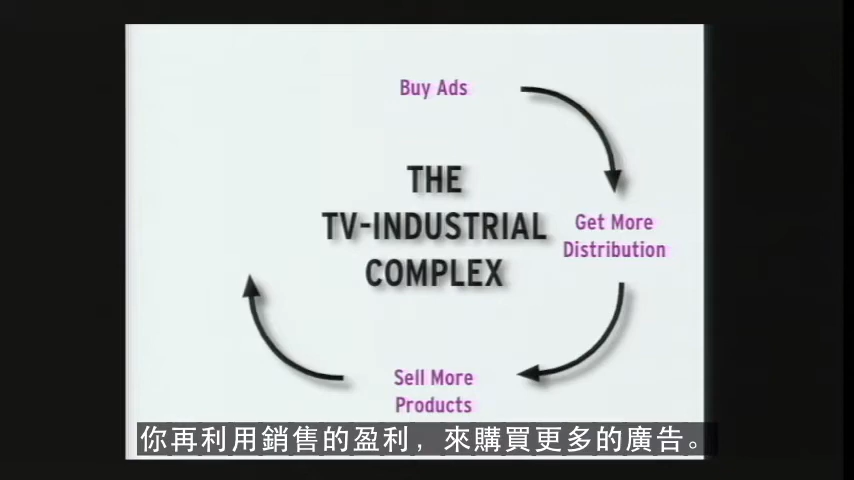 Buy Ads
THE
TV-INDUSTRIAL
COMPLEX
Get More
Distribution
Sell More
Products
你再利用銷售的盈利，來購買更多的廣告。